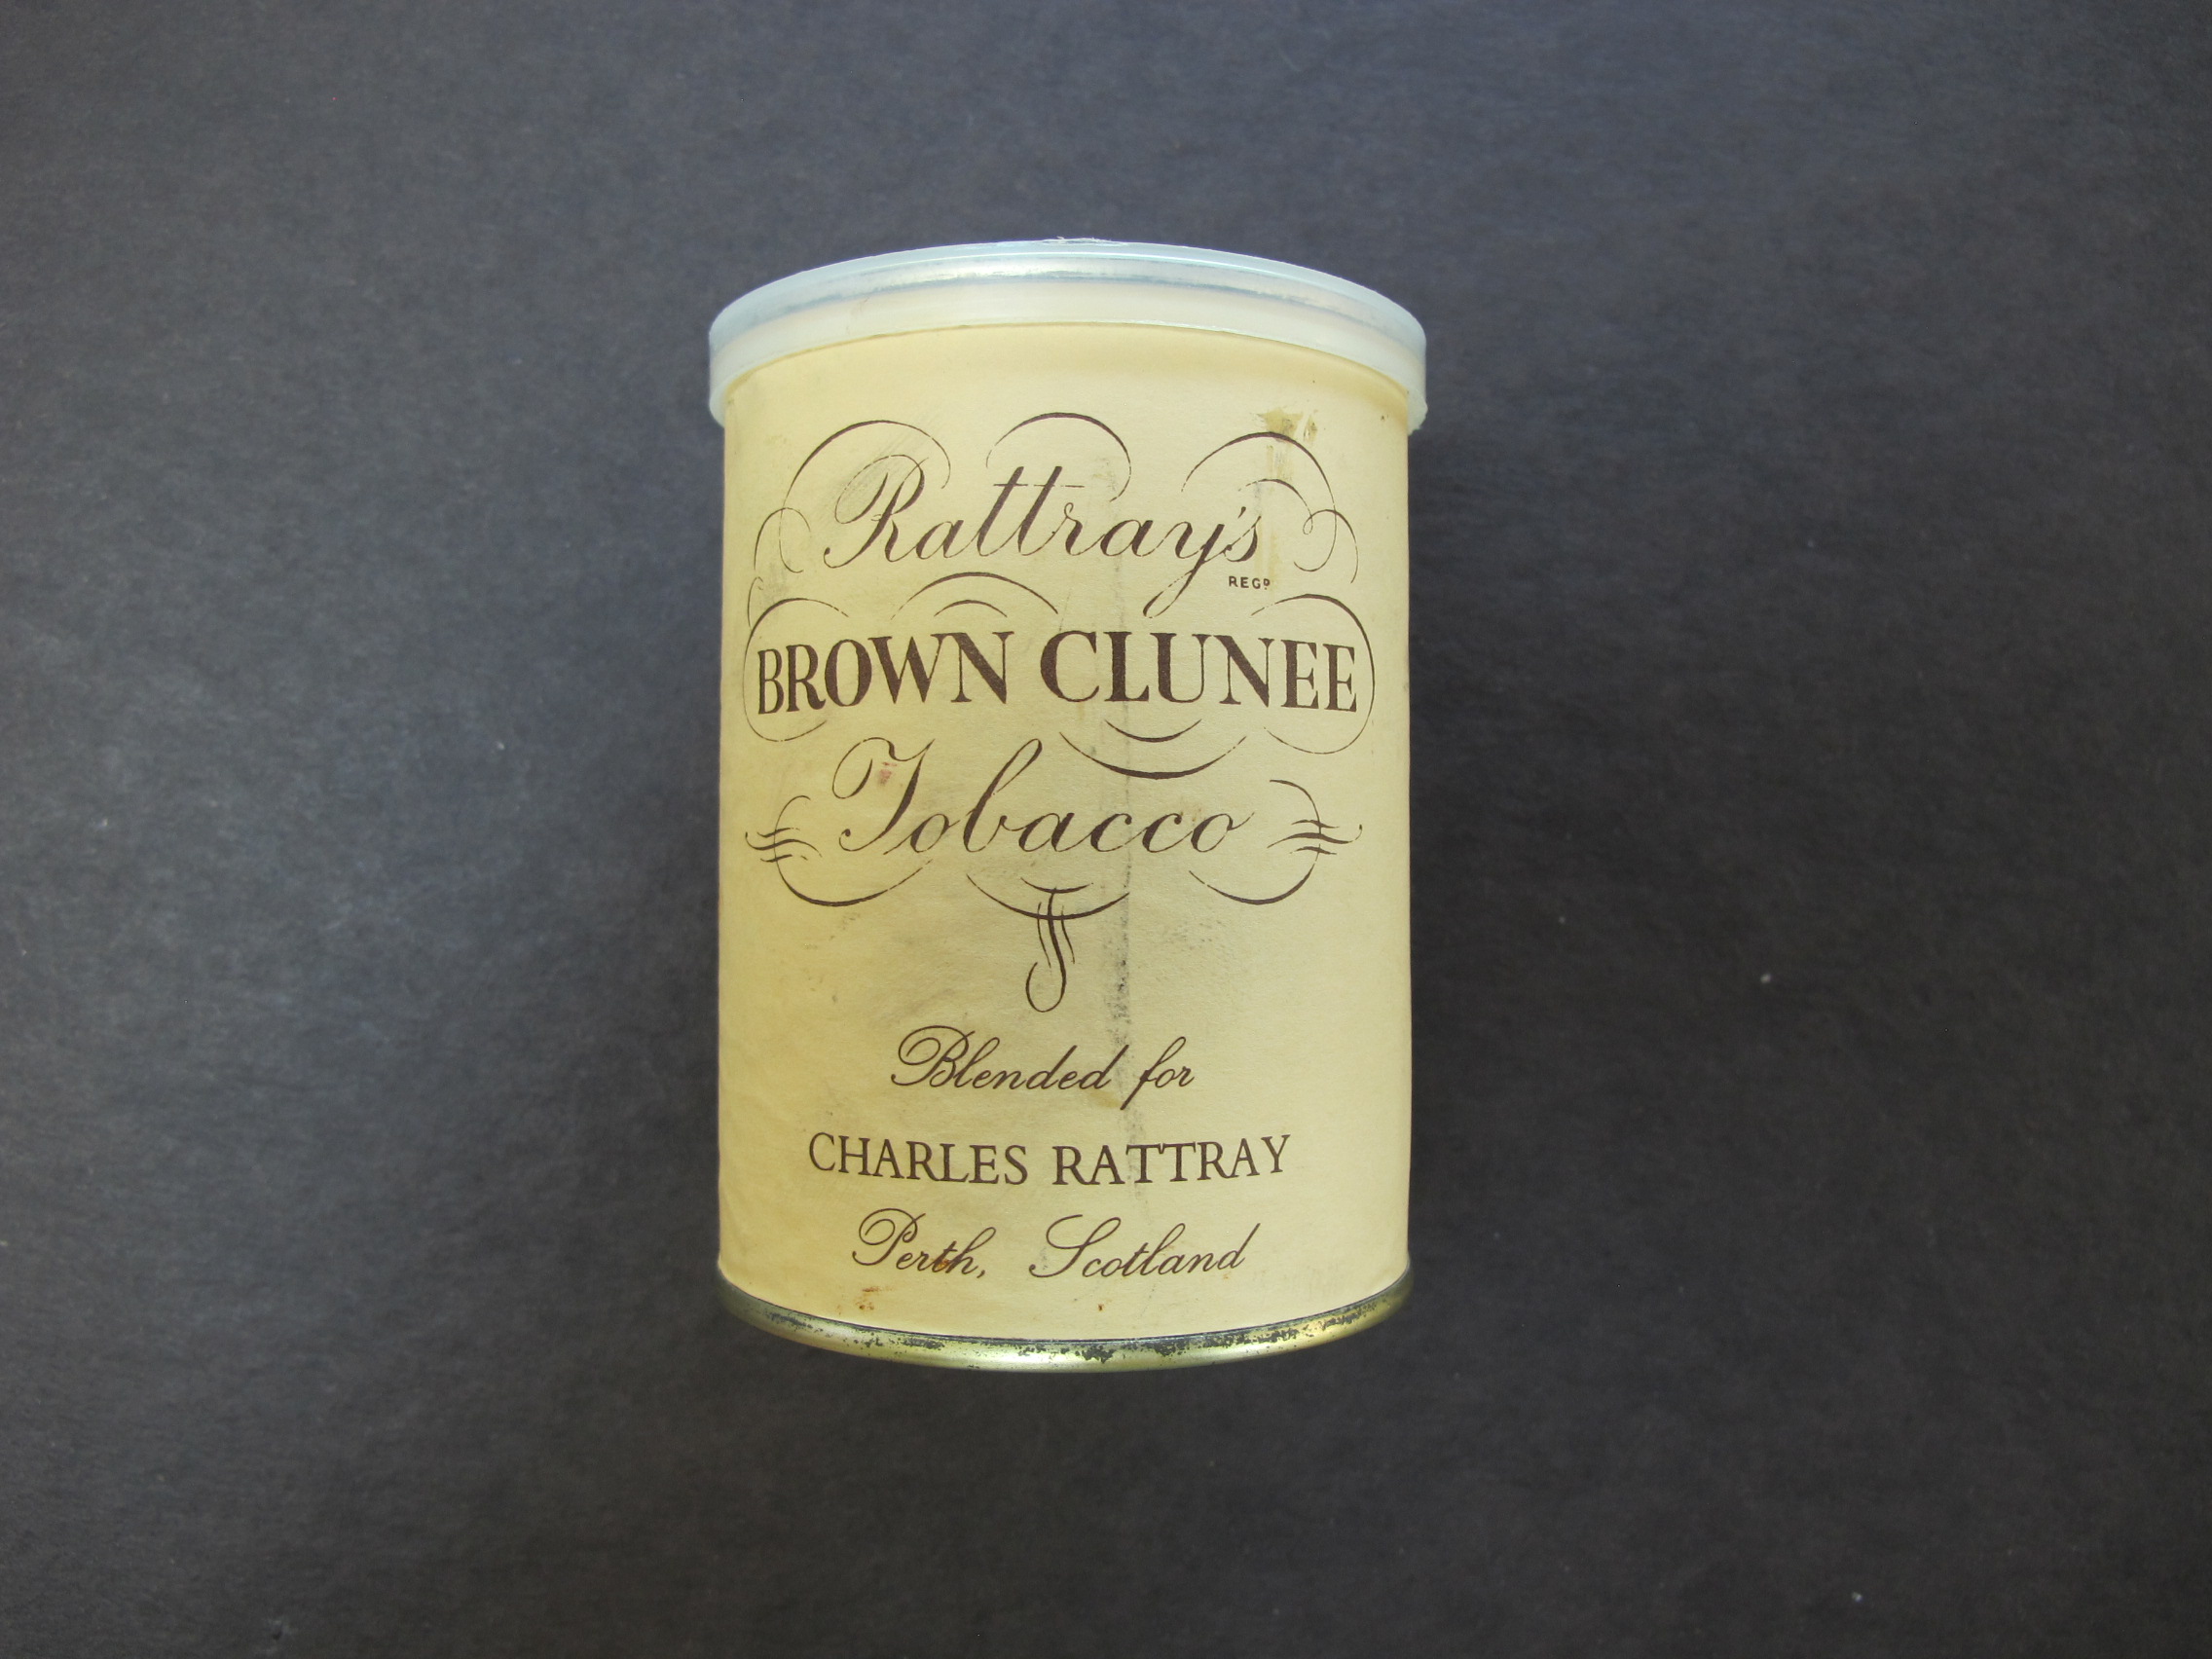 Rattray's
REGD
BROWN CLUNEE
Tobacco
Blended for
CHARLES RATTRAY
Perth, Scotland